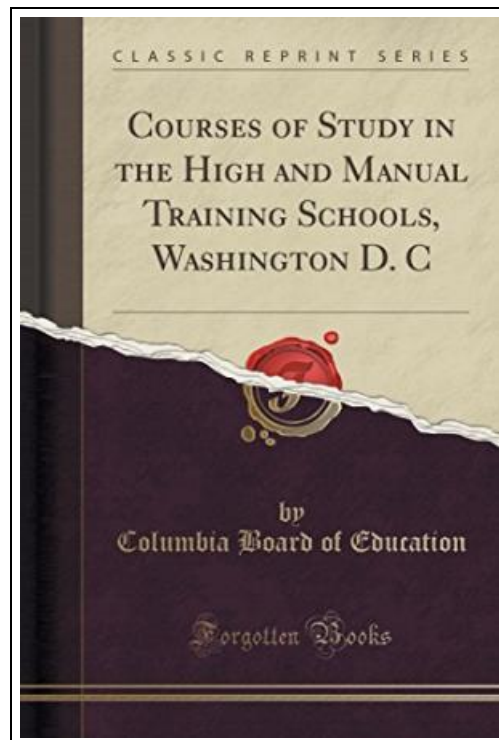 CLASSIC REPRINT SERIES
COURSES OF STUDY IN
THE HIGH AND MANUAL
TRAINING SCHOOLS,
WASHINGTON D. C
by
Columbia Board of Education
Forgotten Books